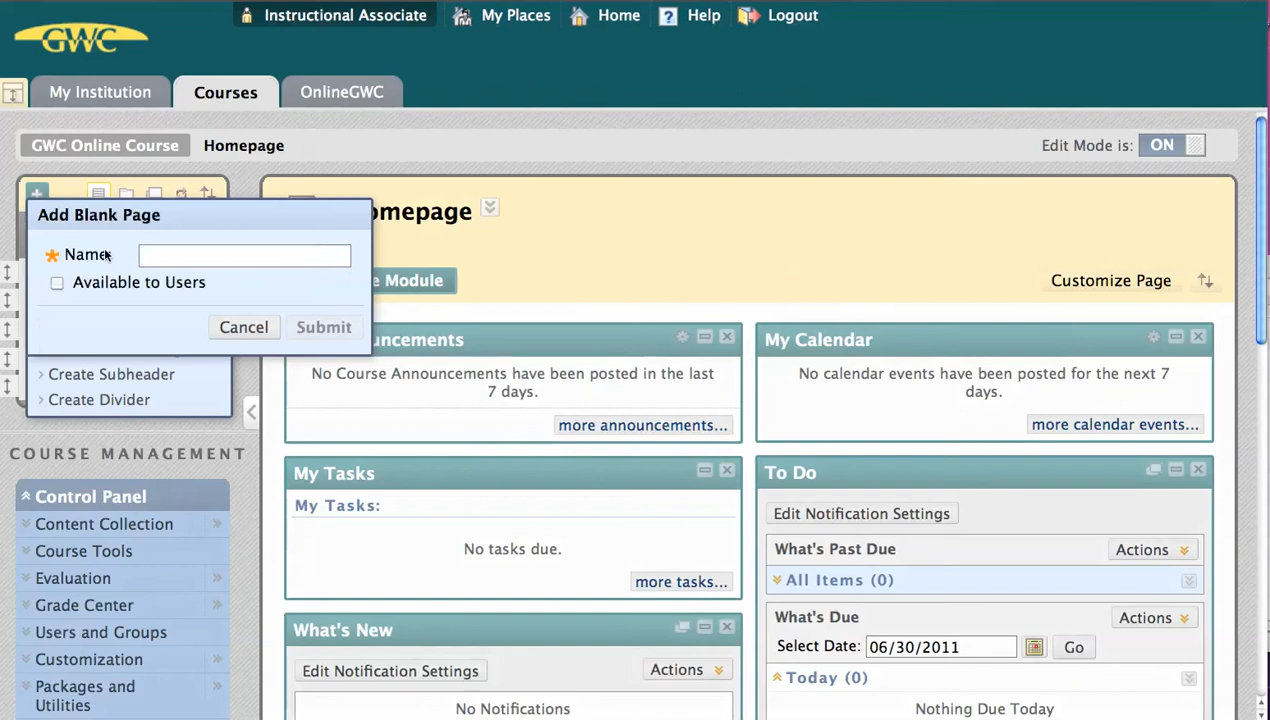 Instructional Associate My Places Home ? Help Logout
GWC
My Institution Courses OnlineGWC
GWC Online Course Homepage Edit Mode is: ON
omepage
Add Blank Page
* Name
Available to Users
Cancel Submit
e Module
Customize Page
Create Subheader
Create Divider
COURSE MANAGEMENT
Control Panel
Content Collection
Course Tools
Evaluation
Grade Center
Users and Groups
Customization
Packages and
Utilities
uncements
No Course Announcements have been posted in the last
7 days.
more announcements...
My Calendar
No calendar events have been posted for the next 7
days.
more calendar events...
My Tasks
My Tasks:
No tasks due.
more tasks...
To Do
Edit Notification Settings
What's Past Due Actions
All Items (0)
What's Due Actions
Select Date: 06/30/2011 Go
Today (0)
Nothing Due Today
What's New
Edit Notification Settings Actions
No Notifications